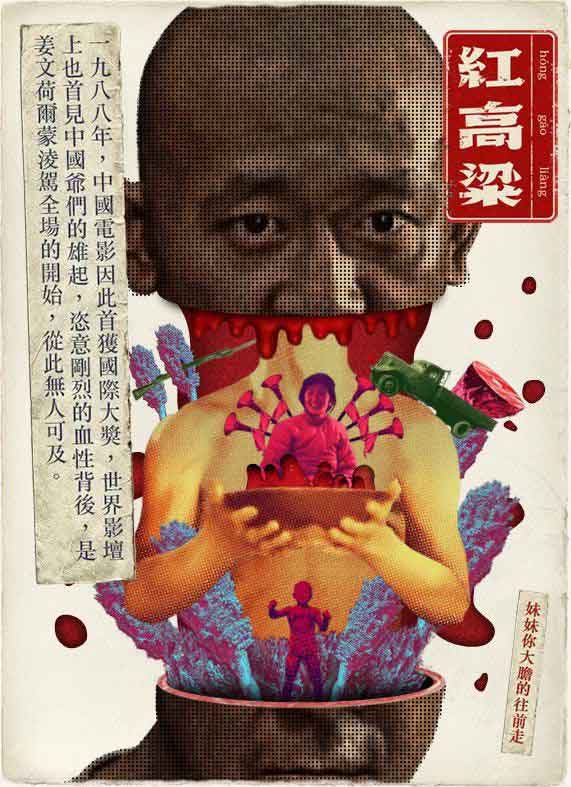 紅高粱
hóng gāo liàng
一九八八年，中國電影因此首獲國際大獎，世界影壇
上也首見中國爺們的雄起，恣意剛烈的血性背後，是
姜文荷爾蒙淩駕全場的開始，從此無人可及。
妹妹你大膽的往前走